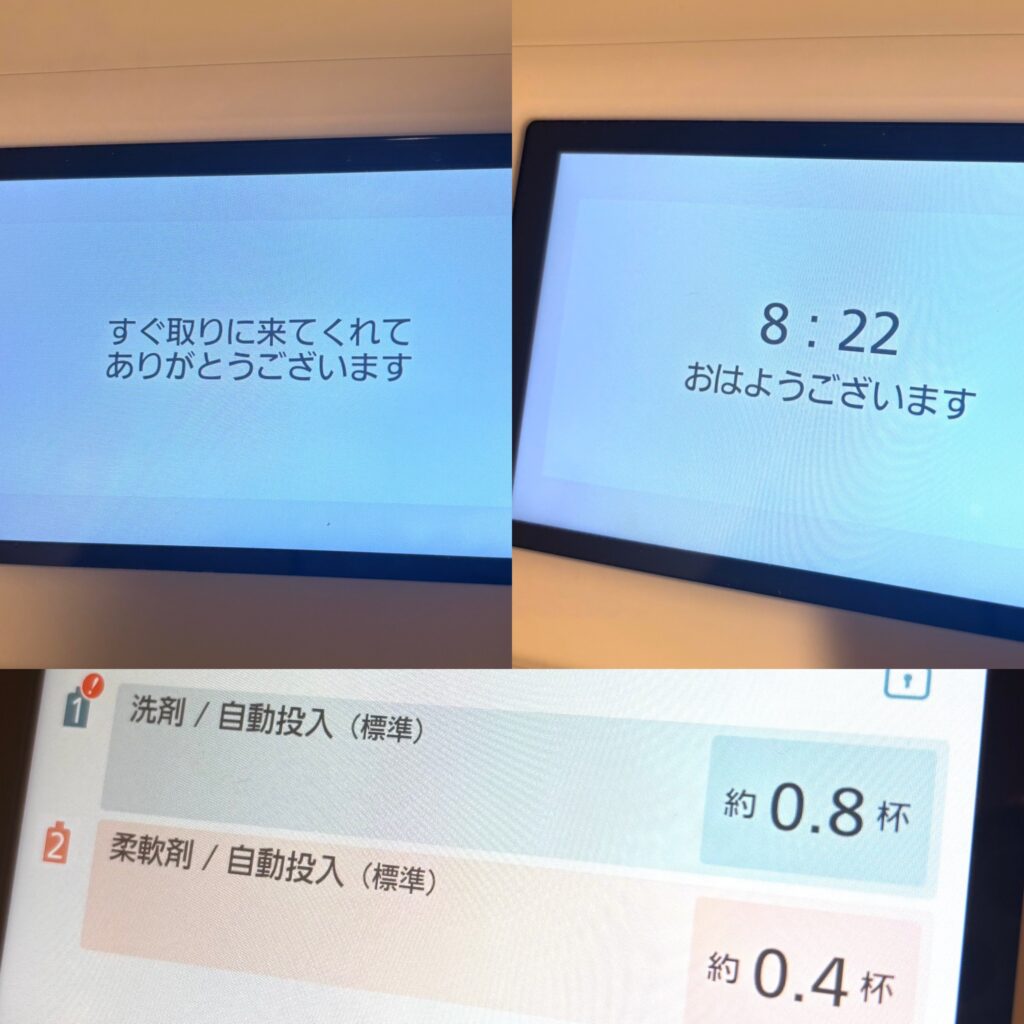 すぐ取りに来てくれて
ありがとうございます
8:22
おはようございます
1
洗剤 / 自動投入（標準）
約 0.8 杯
2
柔軟剤 / 自動投入（標準）
約 0.4 杯